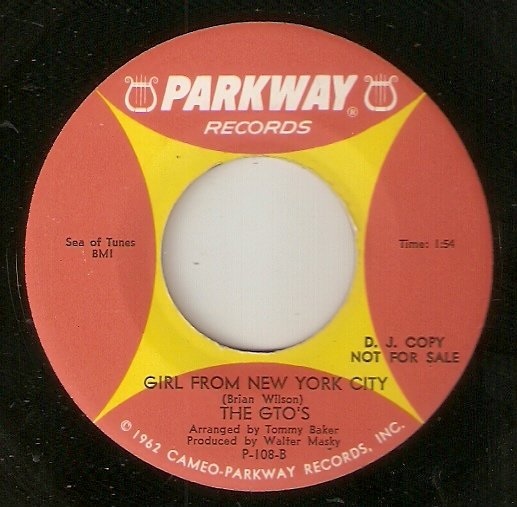 PARKWAY®
RECORDS
Sea of Tunes
BMI
Time: 1:54
D. J. COPY
NOT FOR SALE
GIRL FROM NEW YORK CITY
(Brian Wilson)
THE GTO'S
Arranged by Tommy Baker
Produced by Walter Masky
P-108-B
© 1962 CAMEO-PARKWAY RECORDS, INC.